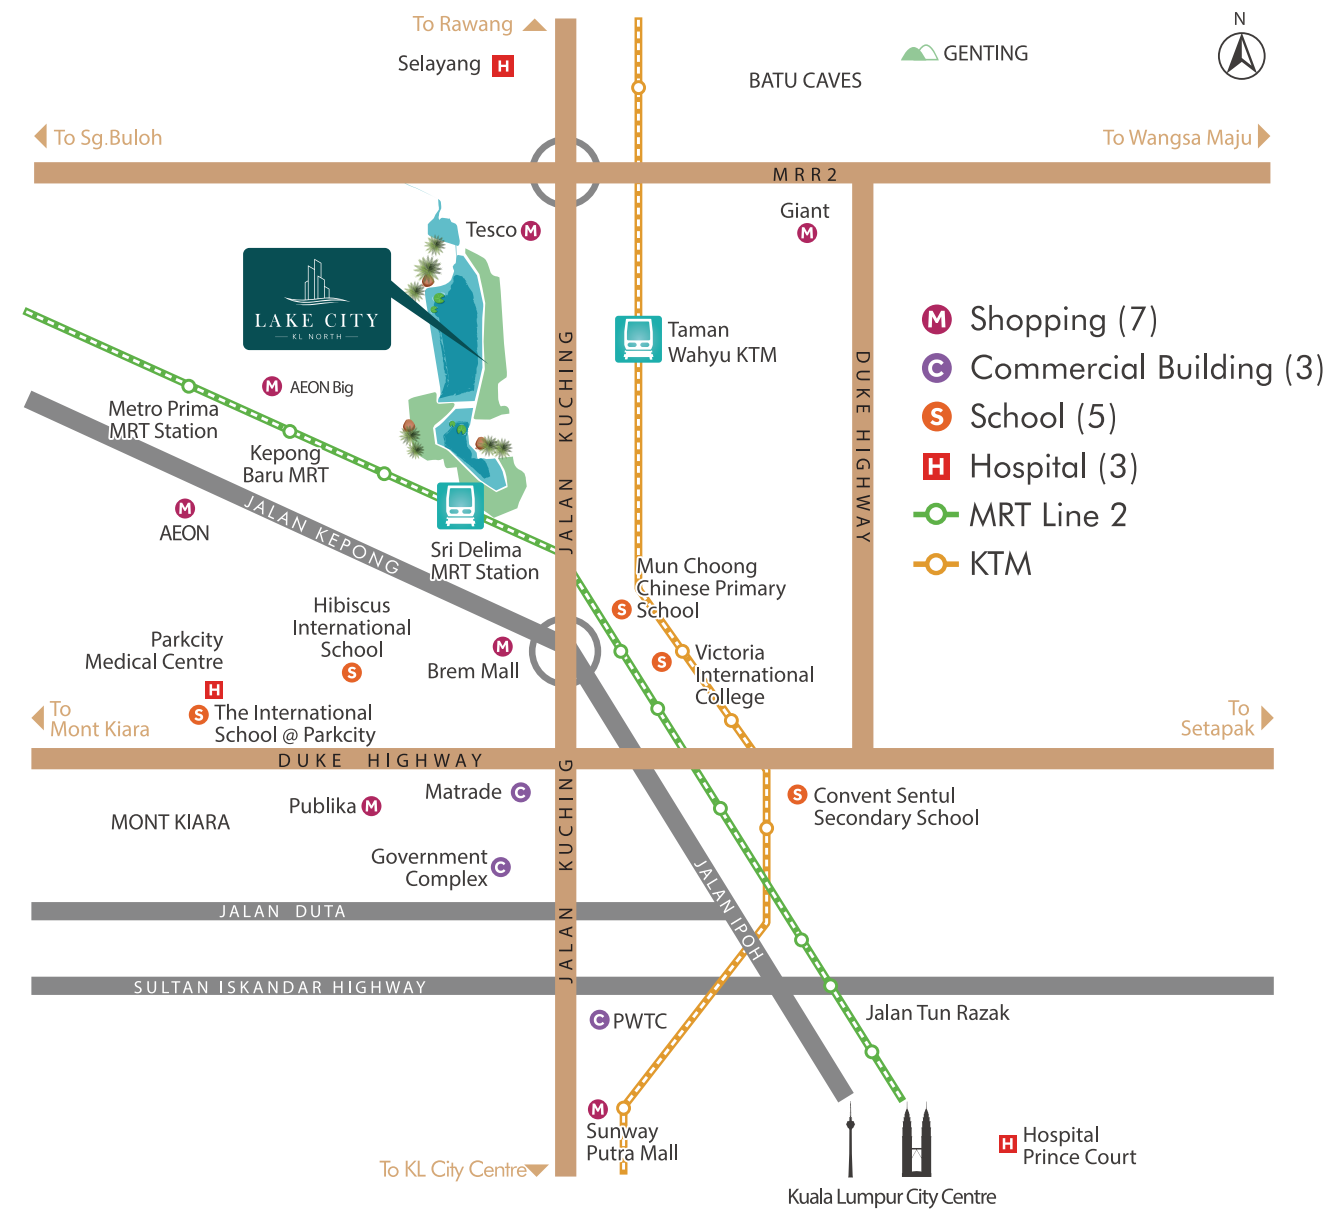 To Rawang
N
Selayang
H
GENTING
BATU CAVES
To Sg.Buloh
To Wangsa Maju
MRR2
Giant
M
Tesco
M
LAKE CITY
KL NORTH
Taman
Wahyu KTM
JALAN KUCHING
DUKE HIGHWAY
M
Shopping (7)
C
Commercial Building (3)
S
School (5)
H
Hospital (3)
MRT Line 2
KTM
M
AEON Big
Metro Prima
MRT Station
Kepong
Baru MRT
JALAN KEPONG
M
AEON
Sri Delima
MRT Station
Mun Choong
Chinese Primary
School
S
Hibiscus
International
School
S
Parkcity
Medical Centre
H
M
Brem Mall
S
Victoria
International
College
S
The International
School @ Parkcity
To
Mont Kiara
To
Setapak
DUKE HIGHWAY
JALAN KUCHING
Matrade
C
Publika
M
MONT KIARA
S
Convent Sentul
Secondary School
Government
Complex
C
JALAN IPOH
JALAN DUTA
SULTAN ISKANDAR HIGHWAY
C
PWTC
Jalan Tun Razak
M
Sunway
Putra Mall
H
Hospital
Prince Court
To KL City Centre
Kuala Lumpur City Centre